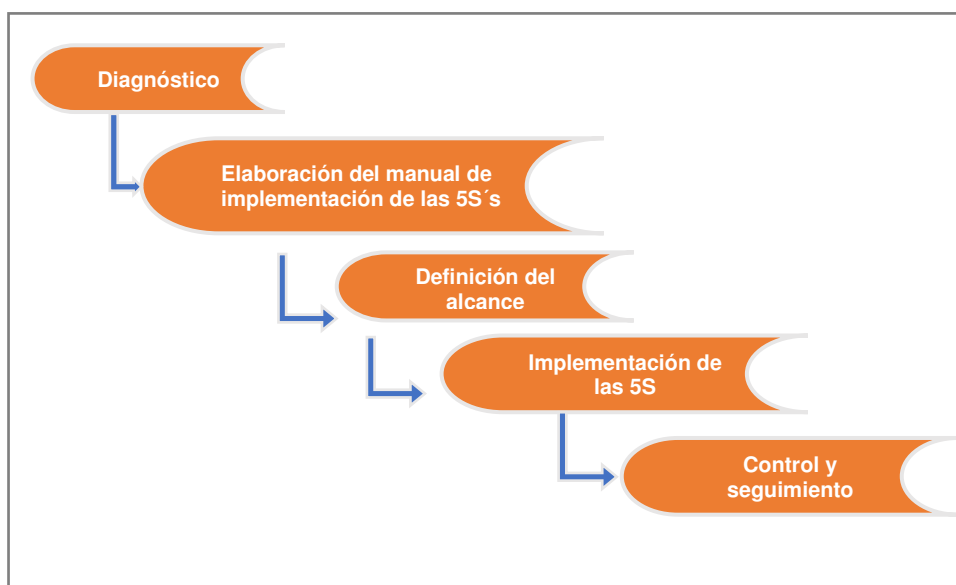 Diagnóstico
Elaboración del manual de
implementación de las 5S´s
Definición del
alcance
Implementación de
las 5S
Control y
seguimiento